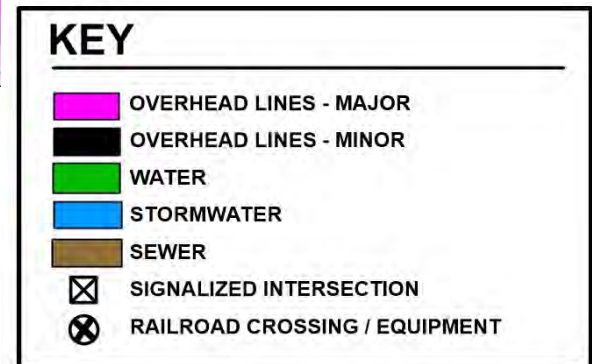 KEY
OVERHEAD LINES - MAJOR
OVERHEAD LINES - MINOR
WATER
STORMWATER
SEWER
SIGNALIZED INTERSECTION
RAILROAD CROSSING / EQUIPMENT